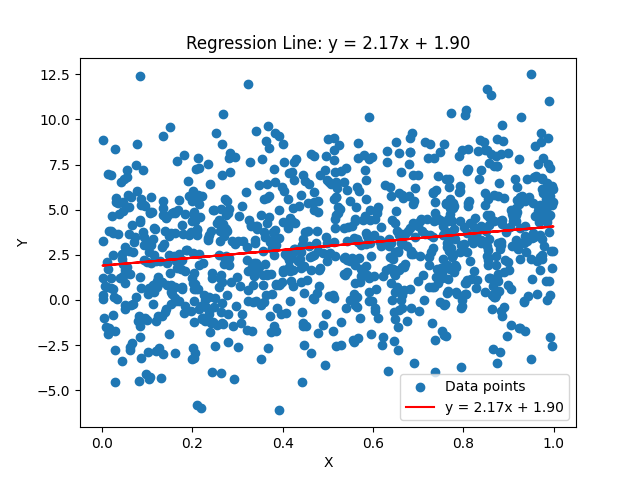 Regression Line: y = 2.17x + 1.90
12.5
10.0
7.5
5.0
2.5
0.0
−2.5
−5.0
Y
Data points
y = 2.17x + 1.90
0.0 0.2 0.4 0.6 0.8 1.0
X